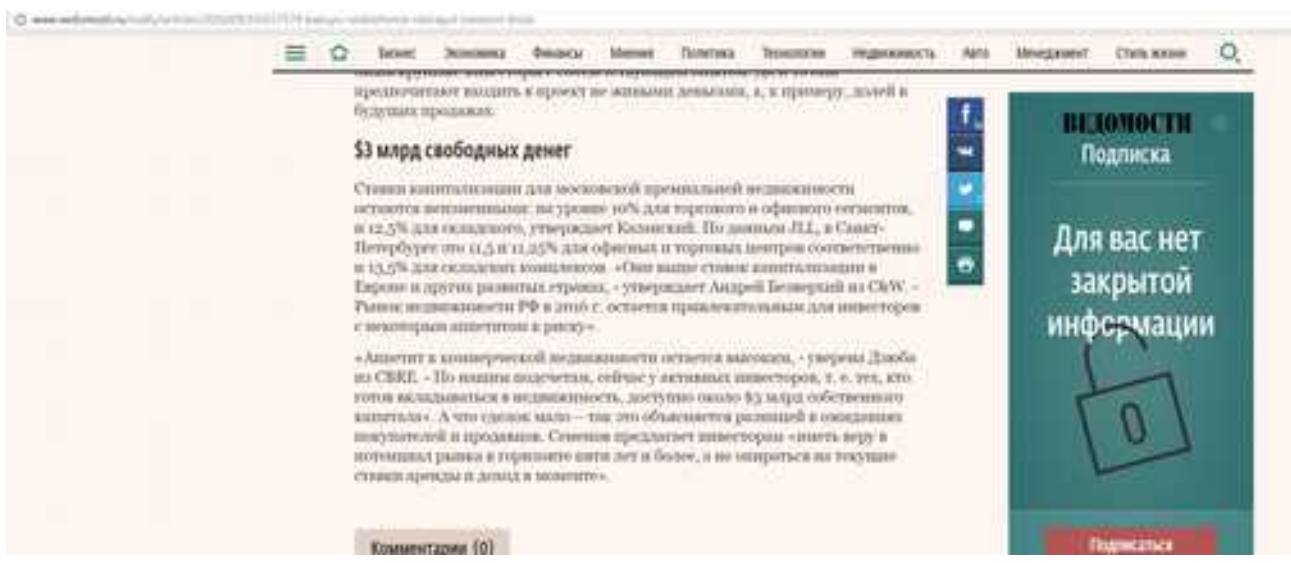 www.vedomosti.ru/realty/articles/
Бизнес Экономика Финансы Мнения Политика Технологии Недвижимость Авто Менеджмент Стиль жизни
предпочитают входить в проект не живыми деньгами, а, к примеру, долей в
будущих продажах.
$3 млрд свободных денег
Ставки капитализации для московской премиальной недвижимости
остаются неизменными: на уровне 10% для торгового и офисного сегментов,
и 12,5% для складского, утверждает Казанский. По данным JLL, в Санкт-
Петербурге это 11,5 и 11,25% для офисных и торговых центров соответственно
и 13,5% для складских комплексов. «Они выше ставок капитализации в
Европе и других развитых странах, - утверждает Андрей Безверхий из C&W. -
Рынок недвижимости РФ в 2016 г. остается привлекательным для инвесторов
с некоторым аппетитом к риску».
«Аппетит к коммерческой недвижимости остается высоким, - уверена Дзюба
из CBRE. - По нашим подсчетам, сейчас у активных инвесторов, т. е. тех, кто
готов вкладываться в недвижимость, доступно около $3 млрд собственного
капитала». А что сделок мало – так это объясняется разницей в ожиданиях
покупателей и продавцов. Семенов предлагает инвесторам «иметь веру в
потенциал рынка в горизонте пяти лет и более, а не опираться на текущие
ставки аренды и доход в моменте».
Комментарии (0)
ВЕДОМОСТИ
Подписка
Для вас нет
закрытой
информации
Подписаться